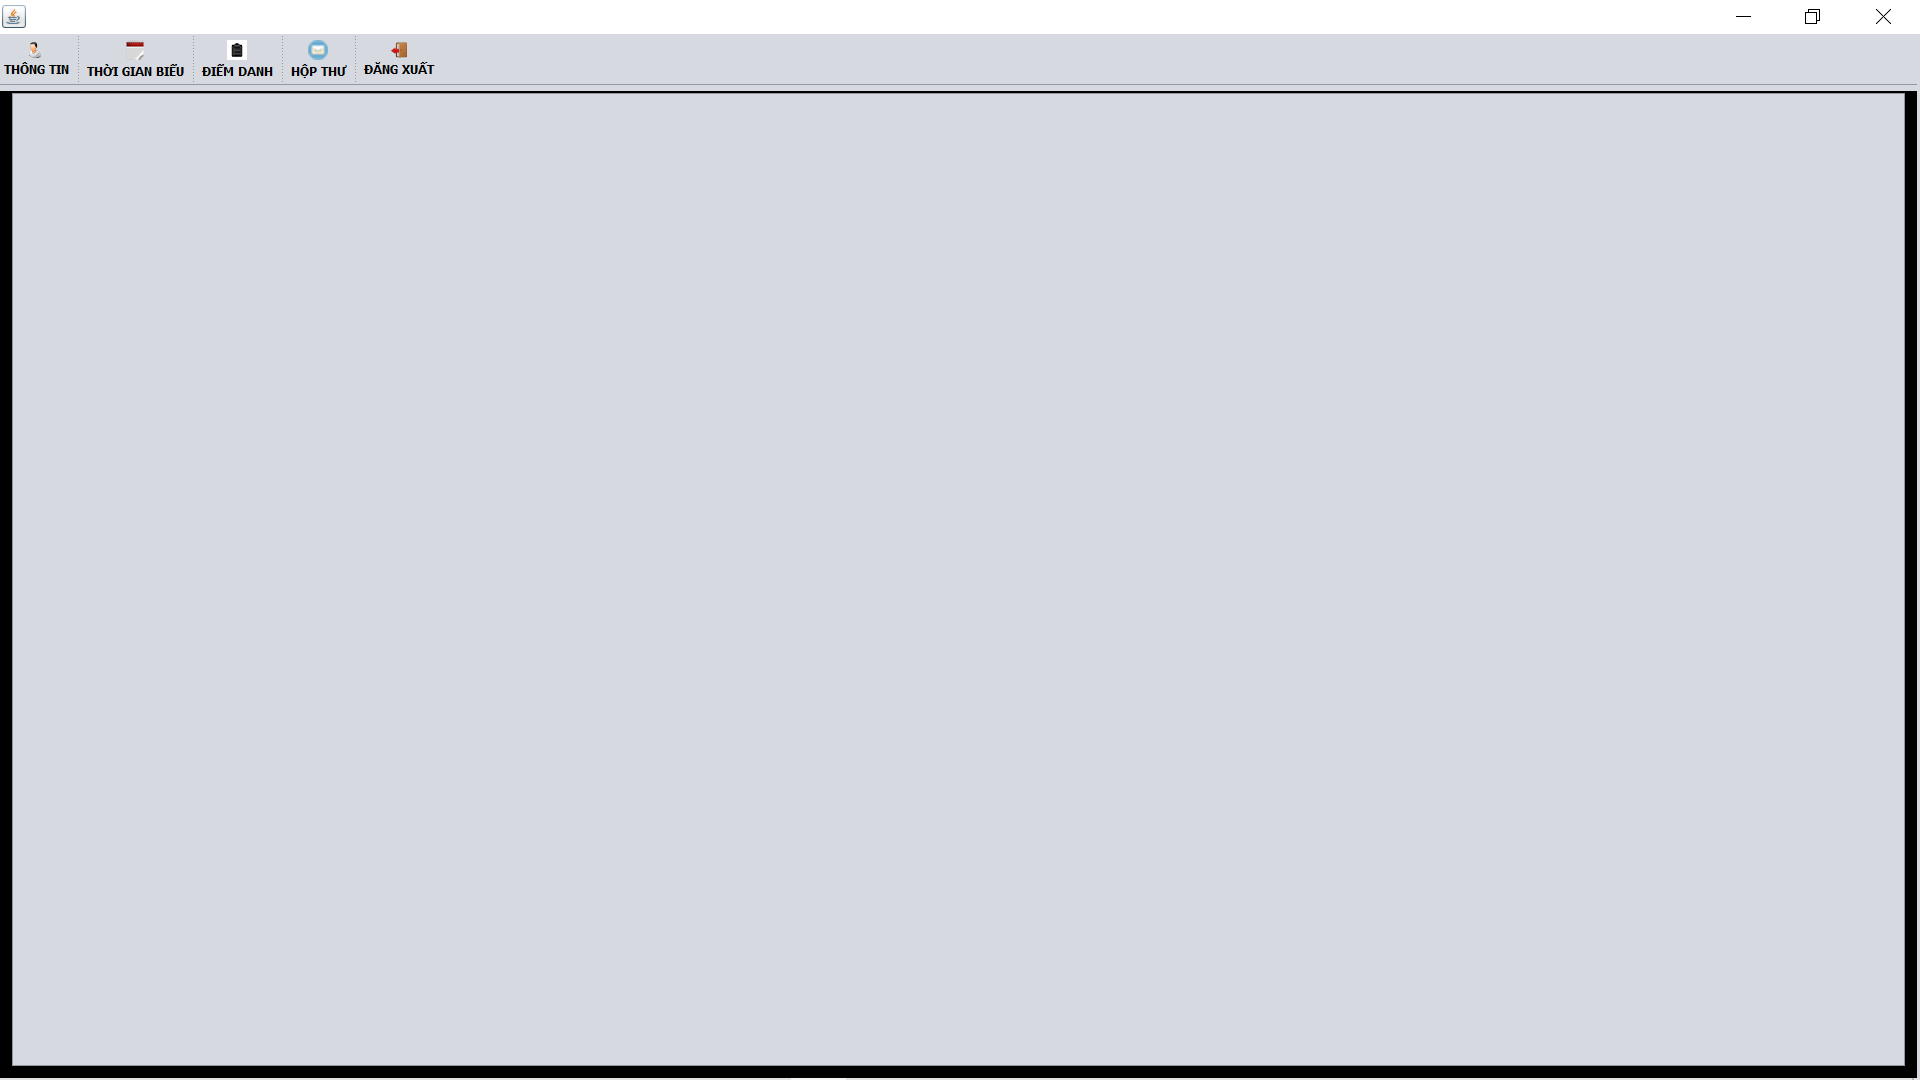 THÔNG TIN
THỜI GIAN BIỂU
ĐIỂM DANH
HỘP THƯ
ĐĂNG XUẤT